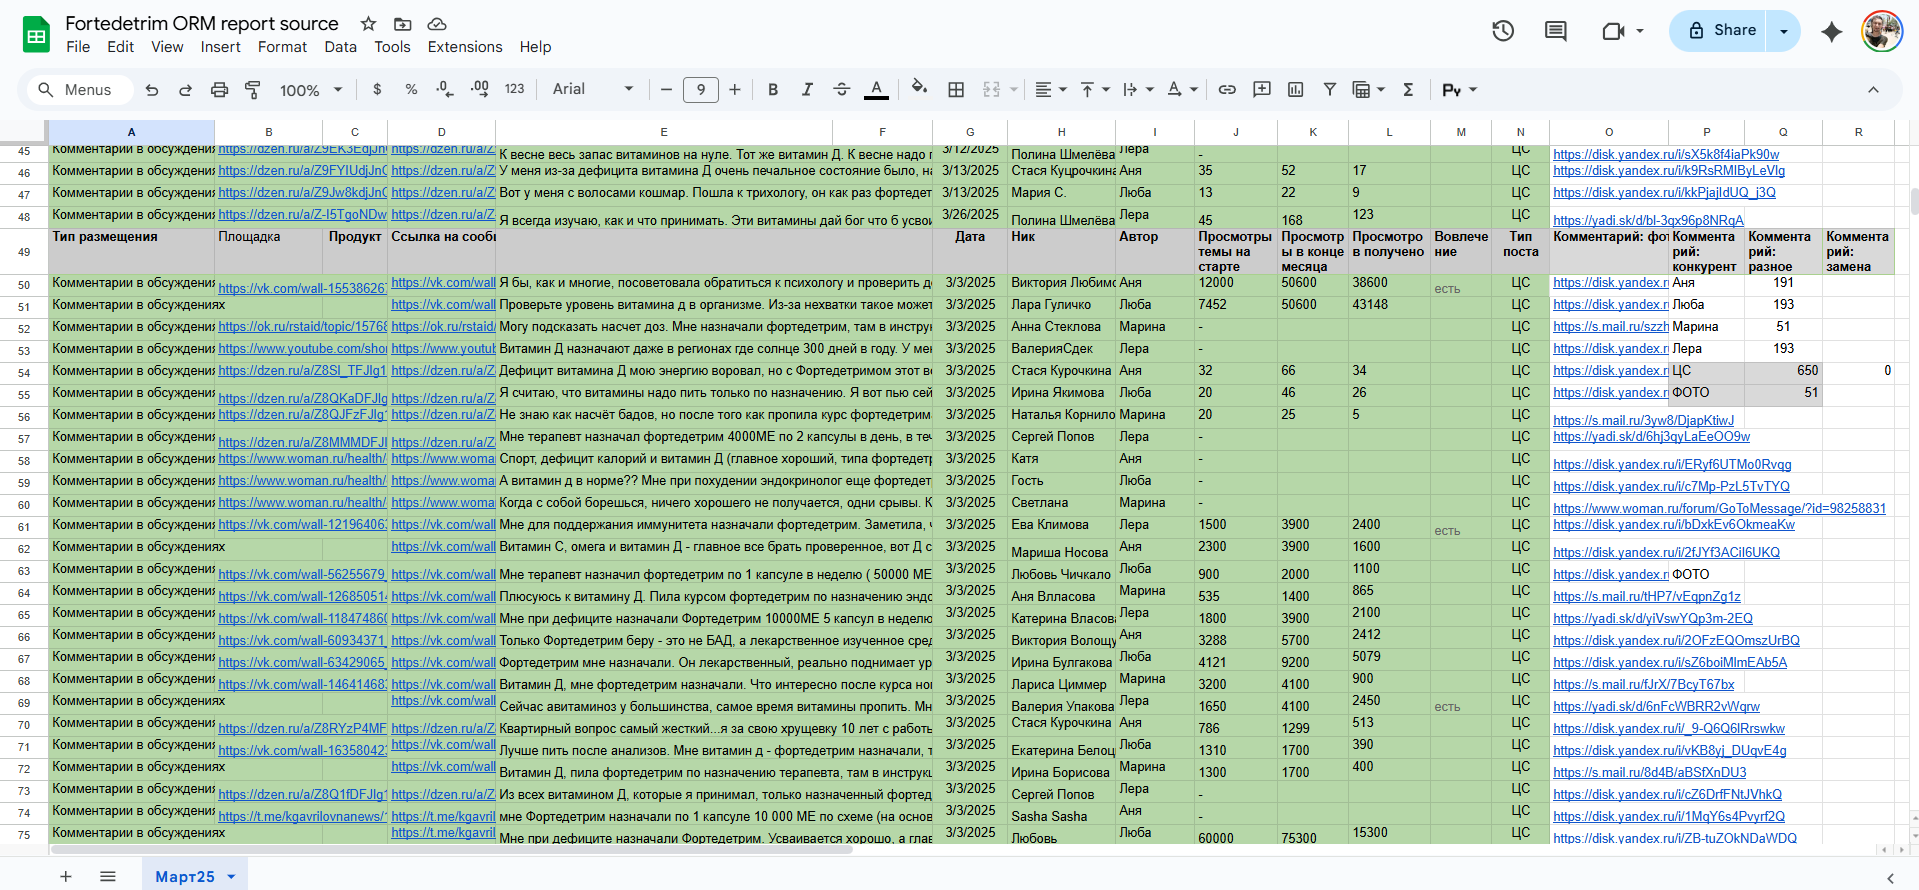 Fortedetrim ORM report source
File Edit View Insert Format Data Tools Extensions Help
Share
Menus 100% $ % .0 .00 123 Arial 9 B I A Σ Py
A B C D E F G H I J K L M N O P Q R
45 Комментарии в обсуждения https://dzen.ru/a/Z9EK3EdjJn https://dzen.ru/a/Z К весне весь запас витаминов на нуле. Тот же витамин Д. К весне надо 3/12/2025 Полина Шмелёва Лера - ЦС https://disk.yandex.ru/i/sX5k8f4iaPk90w
46 Комментарии в обсуждения https://dzen.ru/a/Z9FYIUdjJn https://dzen.ru/a/Z У меня из-за дефицита витамина Д очень печальное состояние было, на 3/13/2025 Стася Куцрочкина Аня 35 52 17 ЦС https://disk.yandex.ru/i/k9RsRMIByLeVIg
47 Комментарии в обсуждения https://dzen.ru/a/Z9Jw8kdjJn https://dzen.ru/a/Z Вот у меня с волосами кошмар. Пошла к трихологу, он как раз фортедет 3/13/2025 Мария С. Люба 13 22 9 ЦС https://disk.yandex.ru/i/kkPjajIdUQ_j3Q
48 Комментарии в обсуждения https://dzen.ru/a/Z-I5TgoNDw https://dzen.ru/a/Z Я всегда изучаю, как и что принимать. Эти витамины дай бог что б усвои 3/26/2025 Полина Шмелёва Лера 45 168 123 ЦС https://yadi.sk/d/bI-3qx96p8NRqA
49 Тип размещения Площадка Продукт Ссылка на сооб Дата Ник Автор Просмотры темы на старте Просмотр ы в конце месяца Просмотро в получено Вовлече ние Тип поста Комментарий: фот Коммента рий: конкурент Коммента рий: разное Коммента рий: замена
50 Комментарии в обсуждения https://vk.com/wall-15538626 https://vk.com/wall Я бы, как и многие, посоветовала обратиться к психологу и проверить д 3/3/2025 Виктория Любимо Аня 12000 50600 38600 есть ЦС https://disk.yandex.r Аня 191
51 Комментарии в обсуждениях https://vk.com/wall Проверьте уровень витамина д в организме. Из-за нехватки такое может 3/3/2025 Лара Гуличко Люба 7452 50600 43148 ЦС https://disk.yandex.r Люба 193
52 Комментарии в обсуждения https://ok.ru/rstaid/topic/1576 https://ok.ru/rstaid/ Могу подсказать насчет доз. Мне назначали фортедетрим, там в инстру 3/3/2025 Анна Стеклова Марина - ЦС https://s.mail.ru/szzh Марина 51
53 Комментарии в обсуждения https://www.youtube.com/sho https://www.youtub Витамин Д назначают даже в регионах где солнце 300 дней в году. У ме 3/3/2025 ВалерияСдек Лера - ЦС https://disk.yandex.r Лера 193
54 Комментарии в обсуждения https://dzen.ru/a/Z8SI_TFJIg1 https://dzen.ru/a/Z Дефицит витамина Д мою энергию воровал, но с Фортедетримом этот в 3/3/2025 Стася Курочкина Аня 32 66 34 ЦС https://disk.yandex.r ЦС 650 0
55 Комментарии в обсуждения https://dzen.ru/a/Z8QKaDFJIg https://dzen.ru/a/Z Я считаю, что витамины надо пить только по назначению. Я вот пью сей 3/3/2025 Ирина Якимова Люба 20 46 26 ЦС https://disk.yandex.r ФОТО 51
56 Комментарии в обсуждения https://dzen.ru/a/Z8QJFzFJIg https://dzen.ru/a/Z Не знаю как насчёт бадов, но после того как пропила курс фортедетрим 3/3/2025 Наталья Корнило Марина 20 25 5 ЦС https://s.mail.ru/3yw8/DjapKtiwJ
57 Комментарии в обсуждения https://dzen.ru/a/Z8MMMDFJI https://dzen.ru/a/Z Мне терапевт назначал фортедетрим 4000МЕ по 2 капсулы в день, в теч 3/3/2025 Сергей Попов Лера - ЦС https://yadi.sk/d/6hj3qyLaEeOO9w
58 Комментарии в обсуждения https://www.woman.ru/health/ https://www.woma Спорт, дефицит калорий и витамин Д (главное хороший, типа фортедетр 3/3/2025 Катя Аня - ЦС https://disk.yandex.ru/i/ERyf6UTMo0Rvqg
59 Комментарии в обсуждения https://www.woman.ru/health/ https://www.woma А витамин д в норме?? Мне при похудении эндокринолог еще фортедет 3/3/2025 Гость Люба - ЦС https://disk.yandex.ru/i/c7Mp-PzL5TvTYQ
60 Комментарии в обсуждения https://www.woman.ru/health/ https://www.woma Когда с собой борешься, ничего хорошего не получается, одни срывы. К 3/3/2025 Светлана Марина - ЦС https://www.woman.ru/forum/GoToMessage/?id=98258831
61 Комментарии в обсуждения https://vk.com/wall-12196406 https://vk.com/wall Мне для поддержания иммунитета назначали фортедетрим. Заметила, ч 3/3/2025 Ева Климова Лера 1500 3900 2400 есть ЦС https://disk.yandex.ru/i/bDxkEv6OkmeaKw
62 Комментарии в обсуждениях https://vk.com/wall Витамин С, омега и витамин Д - главное все брать проверенное, вот Д с 3/3/2025 Мариша Носова Аня 2300 3900 1600 ЦС https://disk.yandex.ru/i/2fJYf3ACiI6UKQ
63 Комментарии в обсуждения https://vk.com/wall-56255679_ https://vk.com/wall Мне терапевт назначил фортедетрим по 1 капсуле в неделю ( 50000 МЕ 3/3/2025 Любовь Чичкало Люба 900 2000 1100 ЦС https://disk.yandex.r ФОТО
64 Комментарии в обсуждения https://vk.com/wall-12685051 https://vk.com/wall Плюсуюсь к витамину Д. Пила курсом фортедетрим по назначению эндо 3/3/2025 Аня Влласова Марина 535 1400 865 ЦС https://s.mail.ru/tHP7/vEqpnZg1z
65 Комментарии в обсуждения https://vk.com/wall-11847486 https://vk.com/wall Мне при дефиците назначали Фортедетрим 10000МЕ 5 капсул в неделю 3/3/2025 Катерина Власова Лера 1800 3900 2100 ЦС https://yadi.sk/d/yiVswYQp3m-2EQ
66 Комментарии в обсуждения https://vk.com/wall-60934371_ https://vk.com/wall Только Фортедетрим беру - это не БАД, а лекарственное изученное сред 3/3/2025 Виктория Волощу Аня 3288 5700 2412 ЦС https://disk.yandex.ru/i/2OFzEQOmszUrBQ
67 Комментарии в обсуждения https://vk.com/wall-63429065_ https://vk.com/wall Фортедетрим мне назначали. Он лекарственный, реально поднимает ур 3/3/2025 Ирина Булгакова Люба 4121 9200 5079 ЦС https://disk.yandex.ru/i/sZ6boiMlmEAb5A
68 Комментарии в обсуждения https://vk.com/wall-14641468 https://vk.com/wall Витамин Д, мне фортедетрим назначали. Что интересно после курса но 3/3/2025 Лариса Циммер Марина 3200 4100 900 ЦС https://s.mail.ru/fJrX/7BcyT67bx
69 Комментарии в обсуждениях https://vk.com/wall Сейчас авитаминоз у большинства, самое время витамины пропить. Мн 3/3/2025 Валерия Упакова Лера 1650 4100 2450 есть ЦС https://yadi.sk/d/6nFcWBRR2vWqrw
70 Комментарии в обсуждения https://dzen.ru/a/Z8RYzP4MF https://dzen.ru/a/Z Квартирный вопрос самый жесткий...я за свою хрущевку 10 лет с работь 3/3/2025 Стася Курочкина Аня 786 1299 513 ЦС https://disk.yandex.ru/i/_9-Q6Q6lRrswkw
71 Комментарии в обсуждения https://vk.com/wall-16358042 https://vk.com/wall Лучше пить после анализов. Мне витамин д - фортедетрим назначали, т 3/3/2025 Екатерина Белоц Люба 1310 1700 390 ЦС https://disk.yandex.ru/i/vKB8yj_DUqvE4g
72 Комментарии в обсуждениях https://vk.com/wall Витамин Д, пила фортедетрим по назначению терапевта, там в инструкц 3/3/2025 Ирина Борисова Марина 1300 1700 400 ЦС https://s.mail.ru/8d4B/aBSfXnDU3
73 Комментарии в обсуждения https://dzen.ru/a/Z8Q1fDFJIg1 https://dzen.ru/a/Z Из всех витамином Д, которые я принимал, только назначенный фортед 3/3/2025 Сергей Попов Лера - ЦС https://disk.yandex.ru/i/cZ6DrfFNtJVhkQ
74 Комментарии в обсуждения https://t.me/kgavrilovnanews/ https://t.me/kgavril мне Фортедетрим назначали по 1 капсуле 10 000 МЕ по схеме (на основ 3/3/2025 Sasha Sasha Аня - ЦС https://disk.yandex.ru/i/1MqY6s4Pvyrf2Q
75 Комментарии в обсуждениях https://t.me/kgavril Мне при дефиците назначали Фортедетрим. Усваивается хорошо, а глав 3/3/2025 Любовь Люба 60000 75300 15300 ЦС https://disk.yandex.ru/i/ZB-tuZOkNDaWDQ
Март25